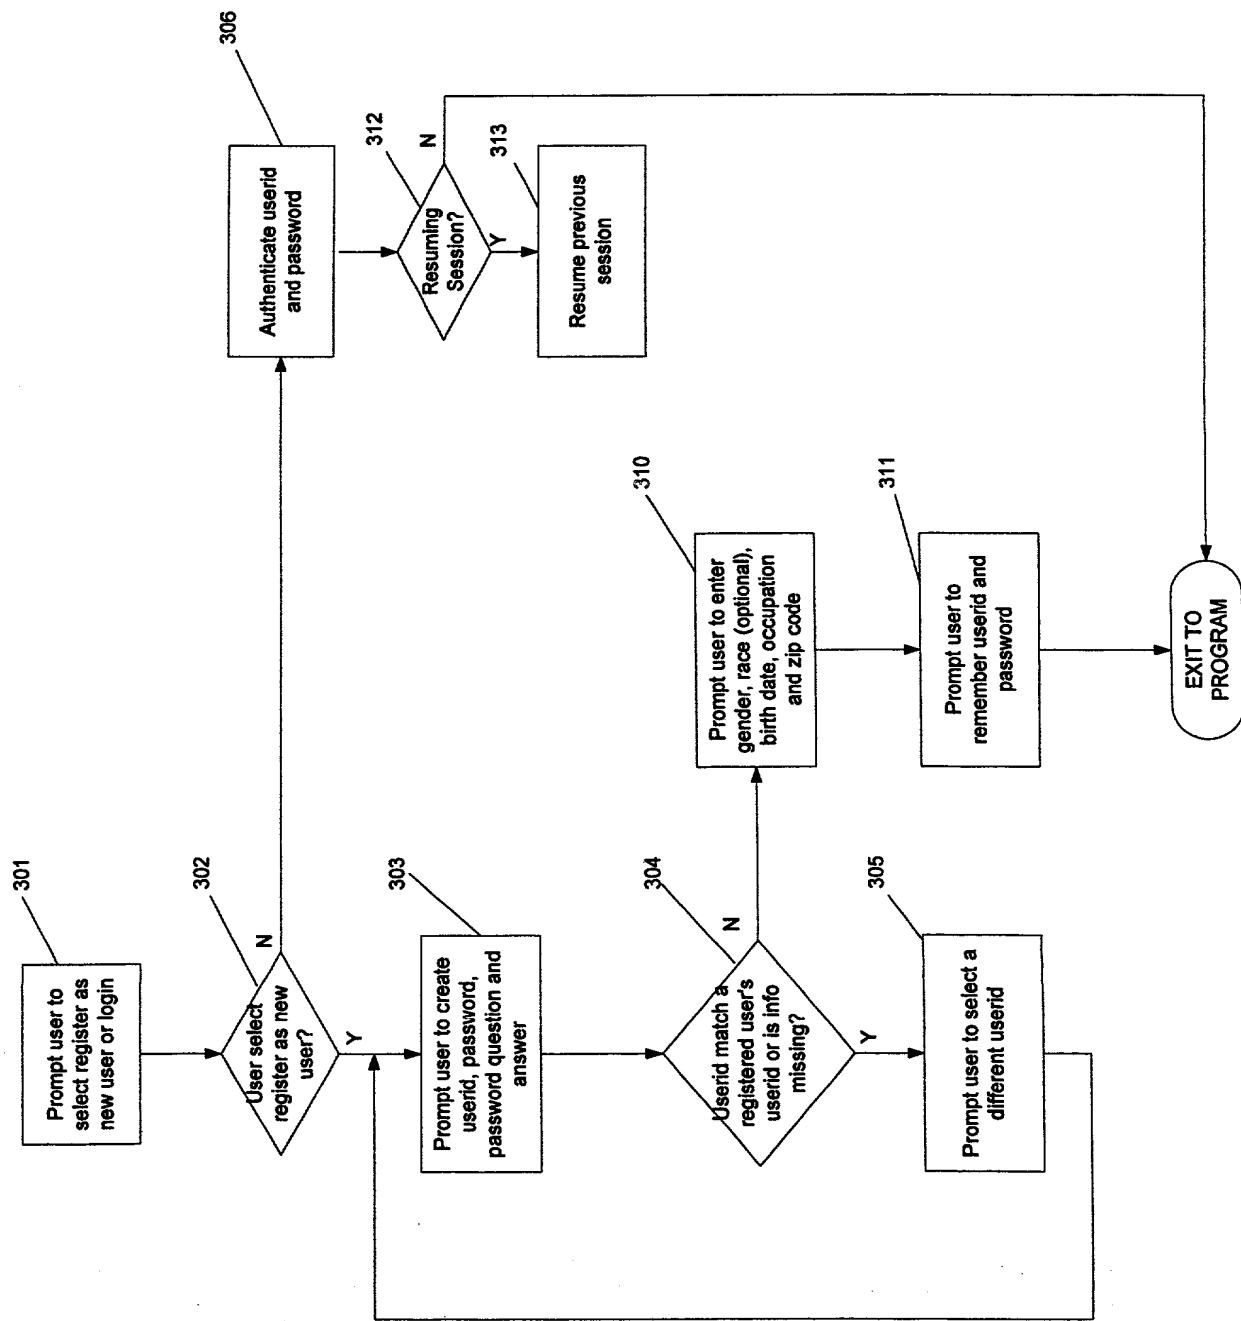 301
Prompt user to
select register as
new user or login
302
User select
register as new
user?
N
Y
306
Authenticate userid
and password
312
Resuming
Session?
N
Y
313
Resume previous
session
303
Prompt user to create
userid, password,
password question and
answer
304
Userid match a
registered user's
userid or is info
missing?
N
Y
310
Prompt user to enter
gender, race (optional),
birth date, occupation
and zip code
305
Prompt user to select a
different userid
311
Prompt user to
remember userid and
password
EXIT TO
PROGRAM